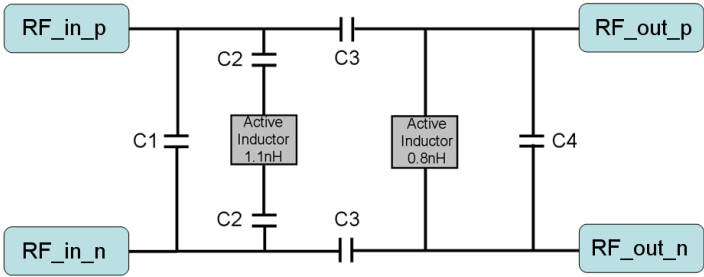 RF_in_p
RF_out_p
C2
C3
C1
Active
Inductor
1.1nH
Active
Inductor
0.8nH
C4
C2
C3
RF_in_n
RF_out_n